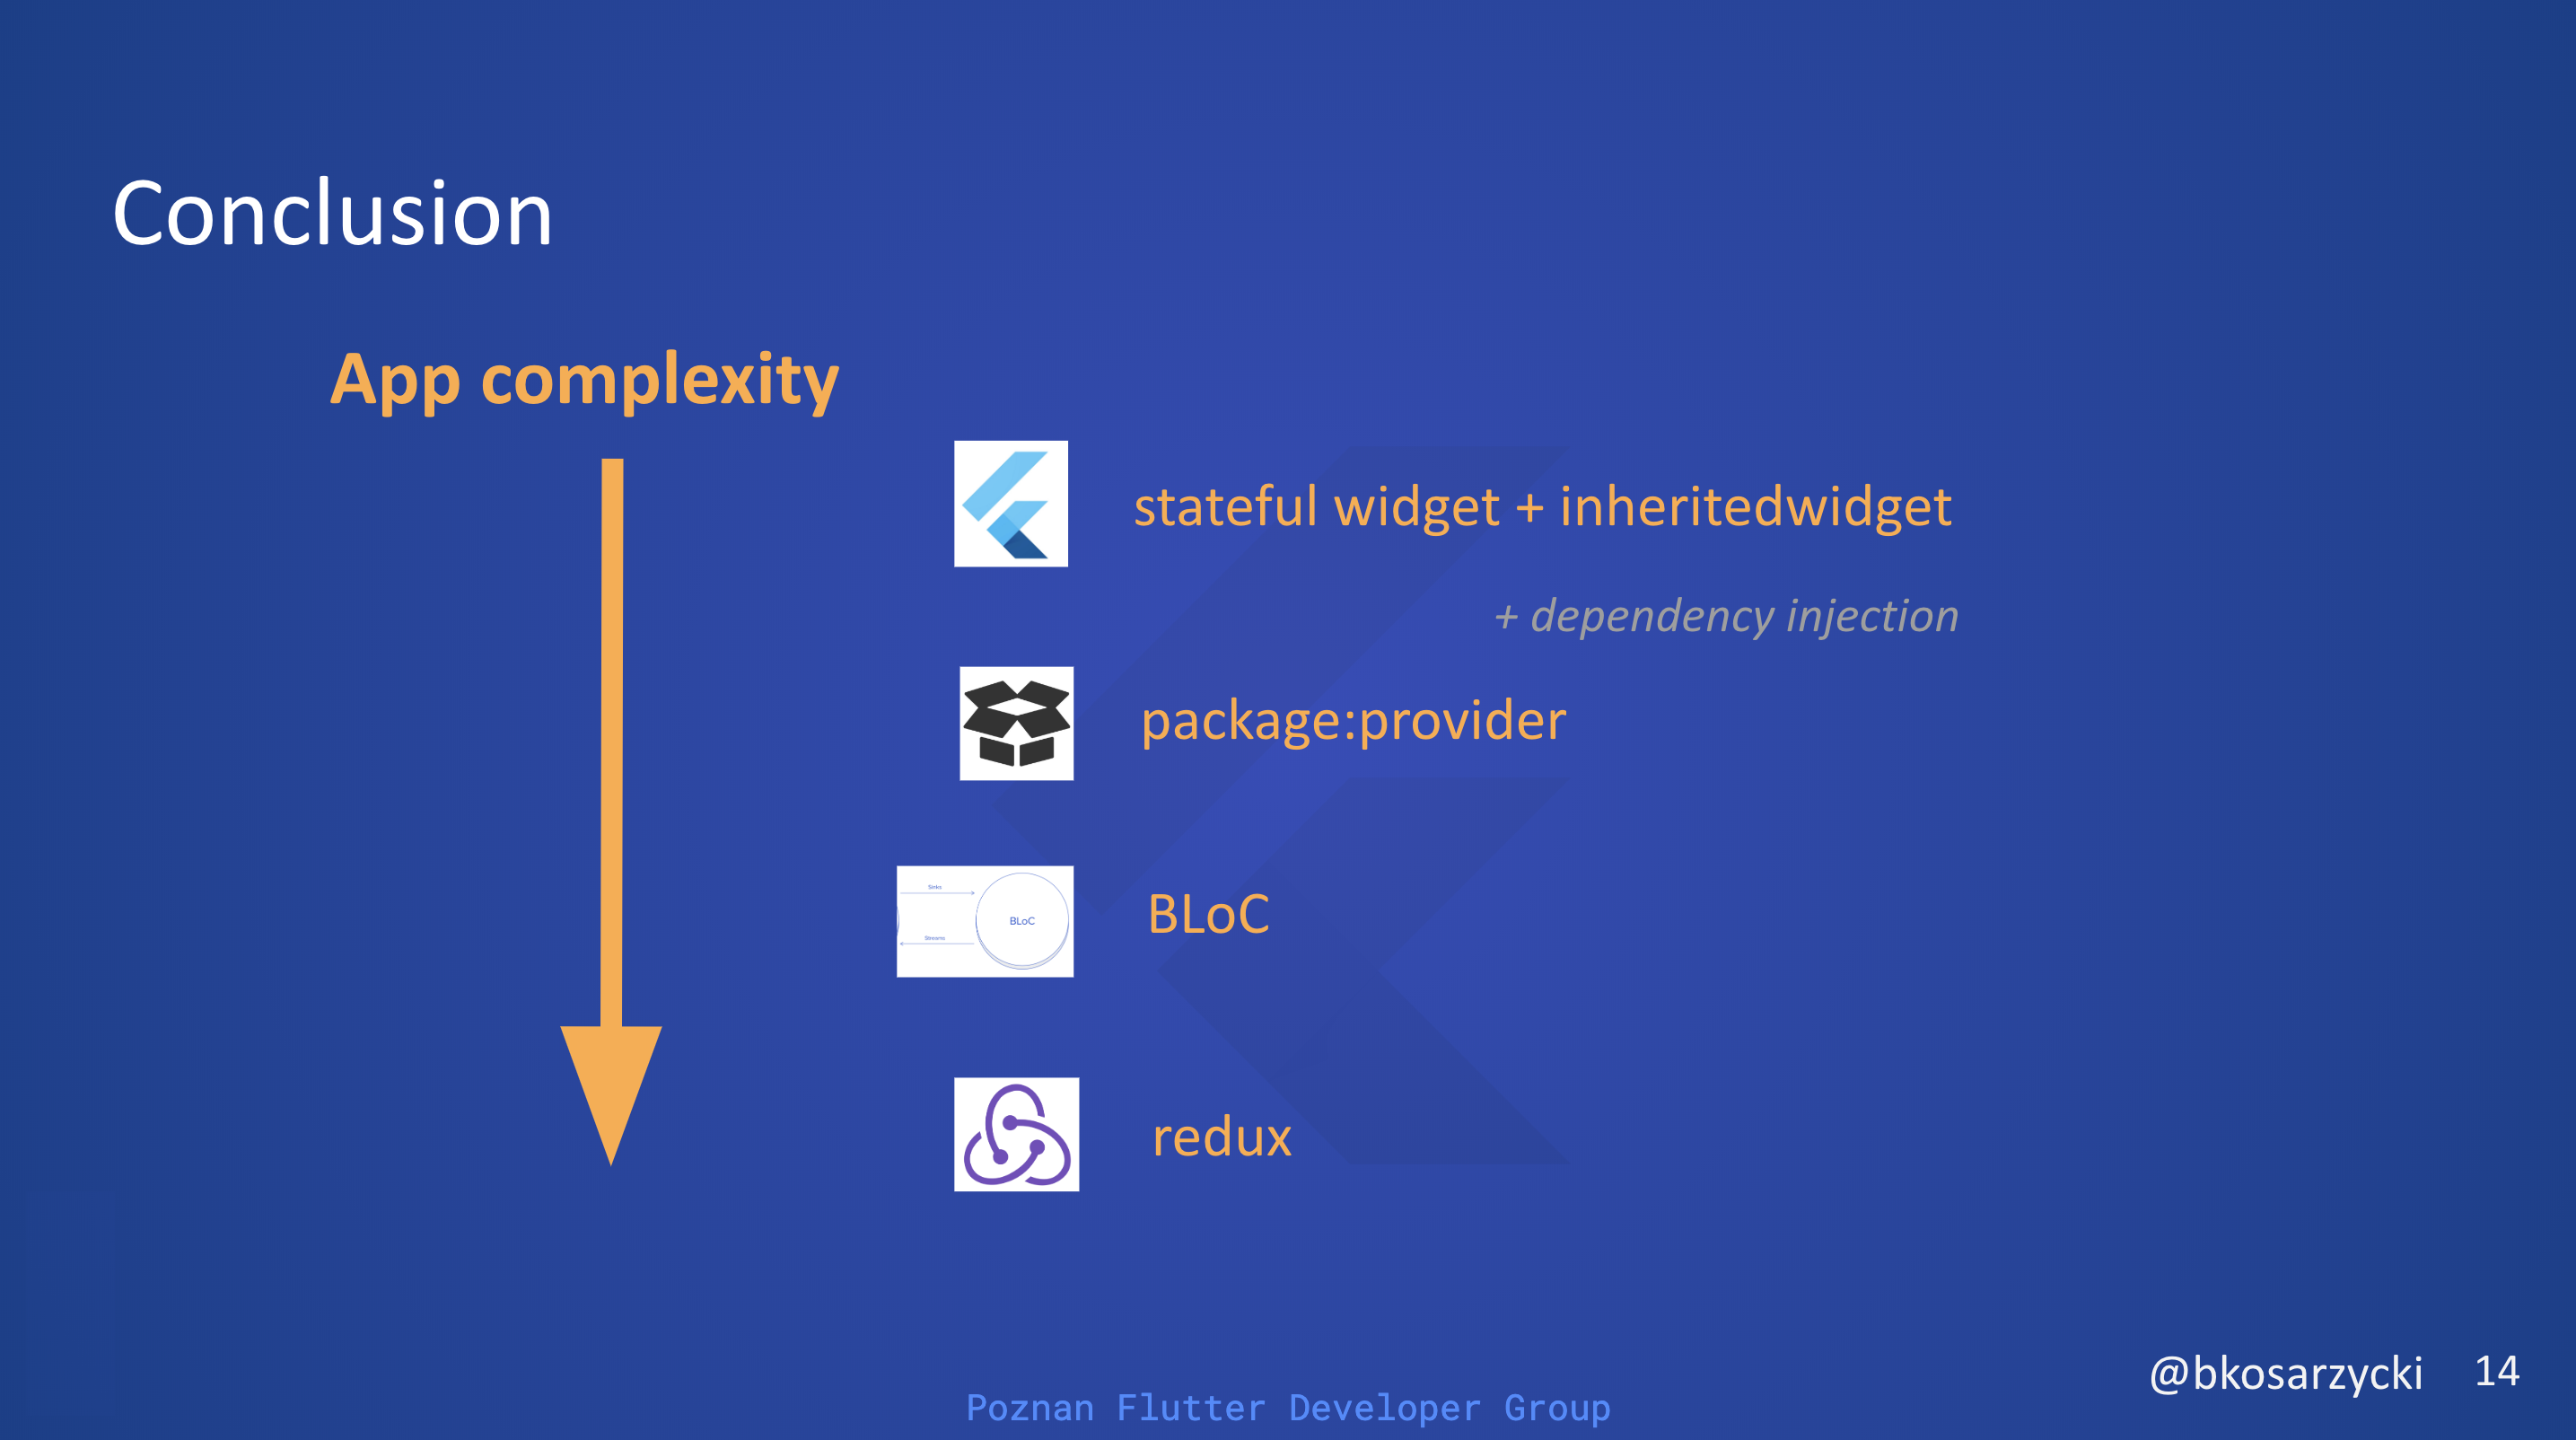 Conclusion
App complexity
stateful widget + inheritedwidget
+ dependency injection
package:provider
Sinks
BLoC
Streams
BLoC
redux
@bkosarzycki 14
Poznan Flutter Developer Group